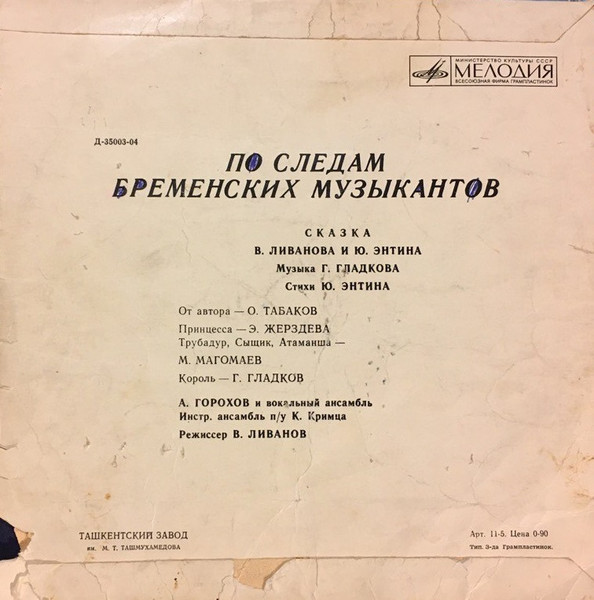 МИНИСТЕРСТВО КУЛЬТУРЫ СССР
МЕЛОДИЯ
ВСЕСОЮЗНАЯ ФИРМА ГРАМПЛАСТИНОК
Д-35003-04
ПО СЛЕДАМ
БРЕМЕНСКИХ МУЗЫКАНТОВ
СКАЗКА
В. ЛИВАНОВА И Ю. ЭНТИНА
Музыка Г. ГЛАДКОВА
Стихи Ю. ЭНТИНА
От автора — О. ТАБАКОВ
Принцесса — Э. ЖЕРЗДЕВА
Трубадур, Сыщик, Атаманша —
М. МАГОМАЕВ
Король — Г. ГЛАДКОВ
А. ГОРОХОВ и вокальный ансамбль
Инстр. ансамбль п/у К. Кримца
Режиссер В. ЛИВАНОВ
ТАШКЕНТСКИЙ ЗАВОД
им. М. Т. ТАШМУХАМЕДОВА
Арт. 11-5. Цена 0-90
Тип. З-да Грампластинок.